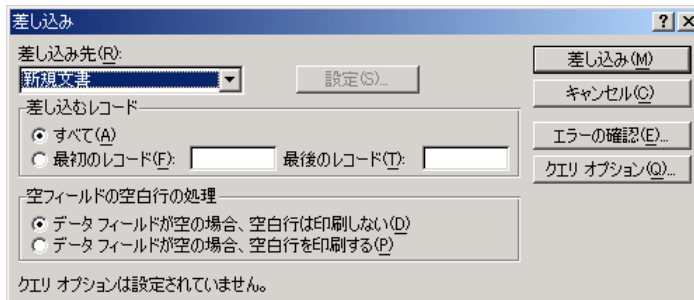 差し込み
差し込み先(R):
新規文書
設定(S)...
差し込み(M)
キャンセル(C)
エラーの確認(E)...
クエリ オプション(Q)...
差し込むレコード
すべて(A)
最初のレコード(F): 最後のレコード(T):
空フィールドの空白行の処理
データ フィールドが空の場合、空白行は印刷しない(D)
データ フィールドが空の場合、空白行を印刷する(P)
クエリ オプションは設定されていません。